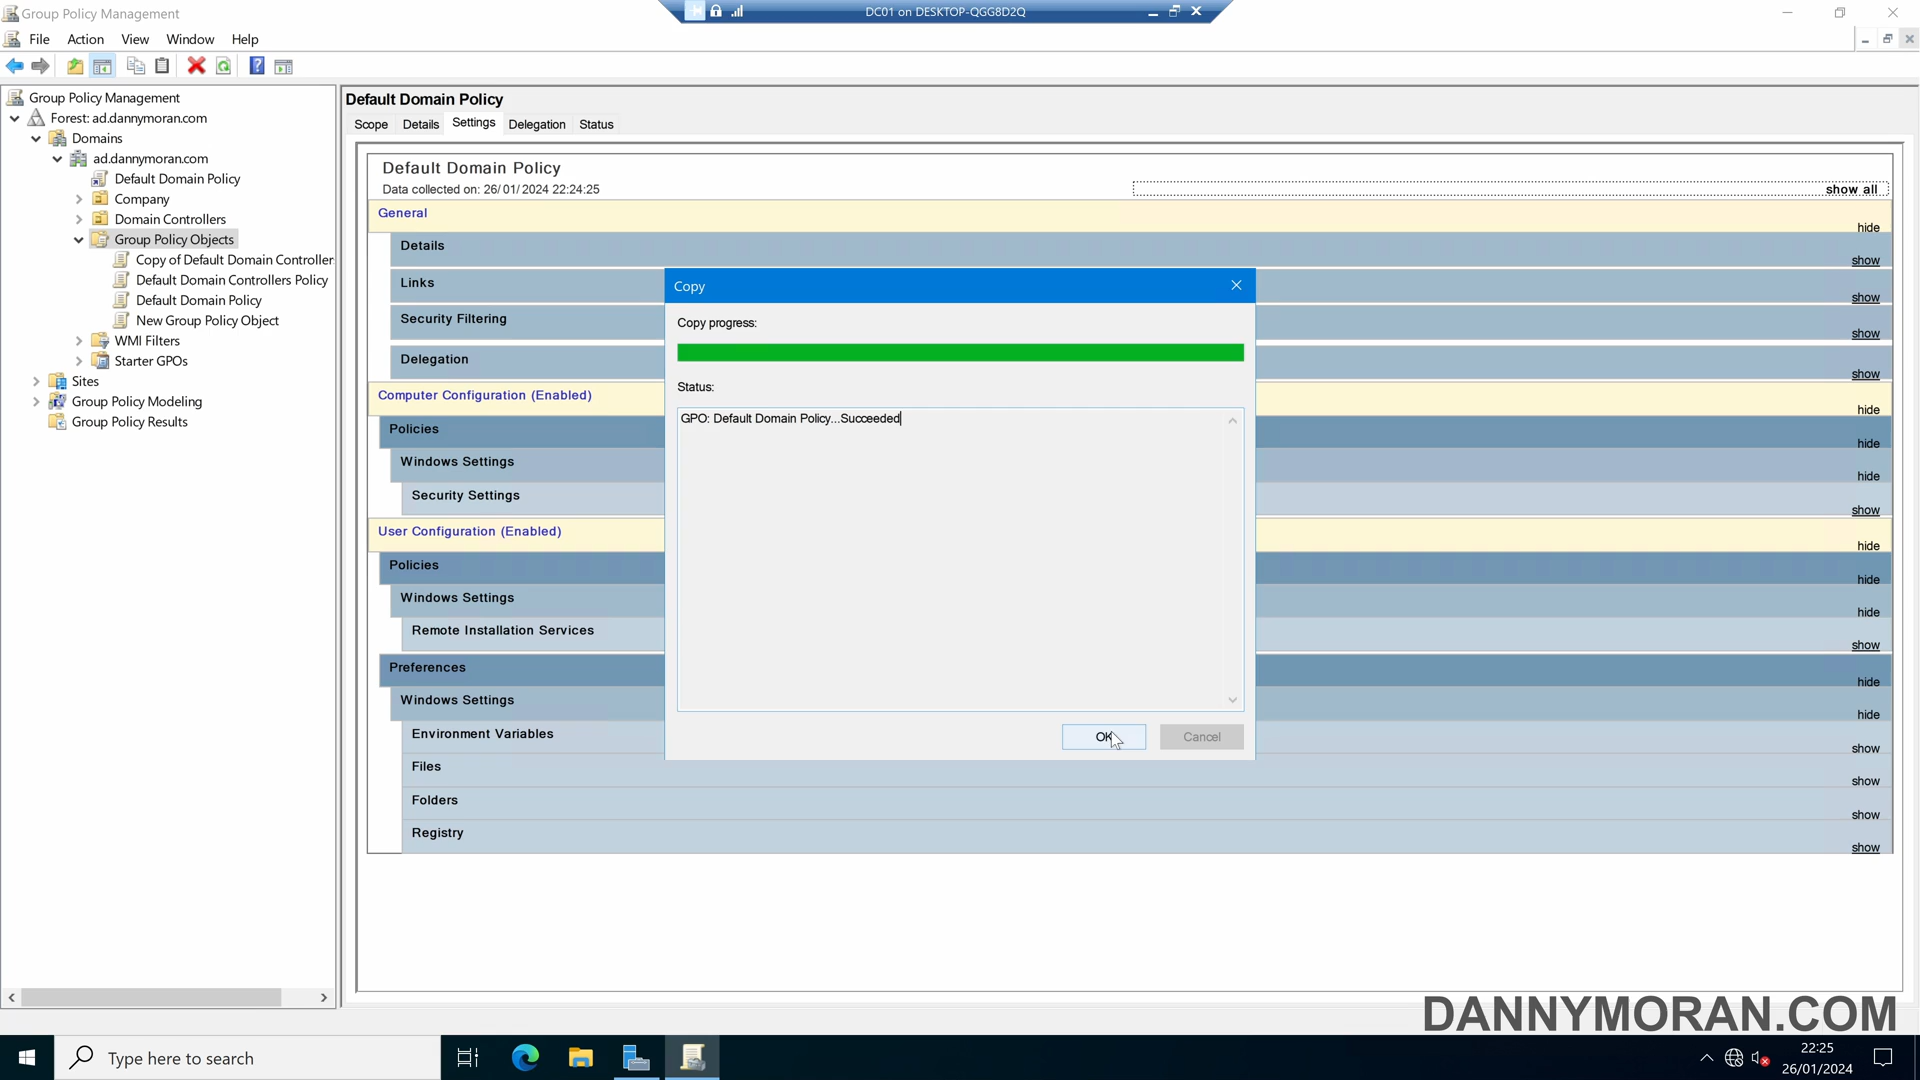 Group Policy Management
DC01 on DESKTOP-QGG8D2Q
File Action View Window Help
Group Policy Management
Forest: ad.dannymoran.com
Domains
ad.dannymoran.com
Default Domain Policy
Company
Domain Controllers
Group Policy Objects
Copy of Default Domain Controller
Default Domain Controllers Policy
Default Domain Policy
New Group Policy Object
WMI Filters
Starter GPOs
Sites
Group Policy Modeling
Group Policy Results
Default Domain Policy
Scope Details Settings Delegation Status
Default Domain Policy
Data collected on: 26/01/2024 22:24:25
show all
General
hide
Details
show
Links
show
Security Filtering
show
Delegation
show
Computer Configuration (Enabled)
hide
Policies
hide
Windows Settings
hide
Security Settings
show
User Configuration (Enabled)
hide
Policies
hide
Windows Settings
hide
Remote Installation Services
show
Preferences
hide
Windows Settings
hide
Environment Variables
show
Files
show
Folders
show
Registry
show
Copy
Copy progress:
Status:
GPO: Default Domain Policy...Succeeded
OK Cancel
DANNYMORAN.COM
Type here to search
22:25
26/01/2024